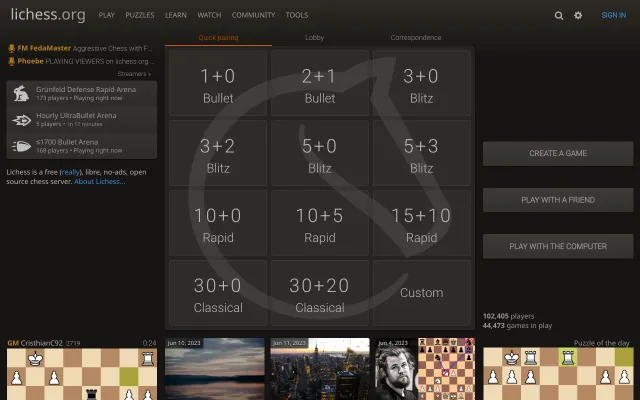 lichess.org PLAY PUZZLES LEARN WATCH COMMUNITY TOOLS SIGN IN
FM FedaMaster Aggressive Chess with F...
Phoebe PLAYING VIEWERS on lichess.org ...
Streamers »
Grünfeld Defense Rapid Arena
173 players • Playing right now
Hourly UltraBullet Arena
5 players • in 17 minutes
≤1700 Bullet Arena
168 players • Playing right now
Lichess is a free (really), libre, no-ads, open
source chess server. About Lichess...
Quick pairing Lobby Correspondence
1+0 2+1 3+0
Bullet Bullet Blitz
3+2 5+0 5+3
Blitz Blitz Blitz
10+0 10+5 15+10
Rapid Rapid Rapid
30+0 30+20 Custom
Classical Classical
CREATE A GAME
PLAY WITH A FRIEND
PLAY WITH THE COMPUTER
102,405 players
44,473 games in play
GM CristhianC92 2719 0:24
Jun 10, 2023 Jun 11, 2023 Jun 4, 2023
Puzzle of the day